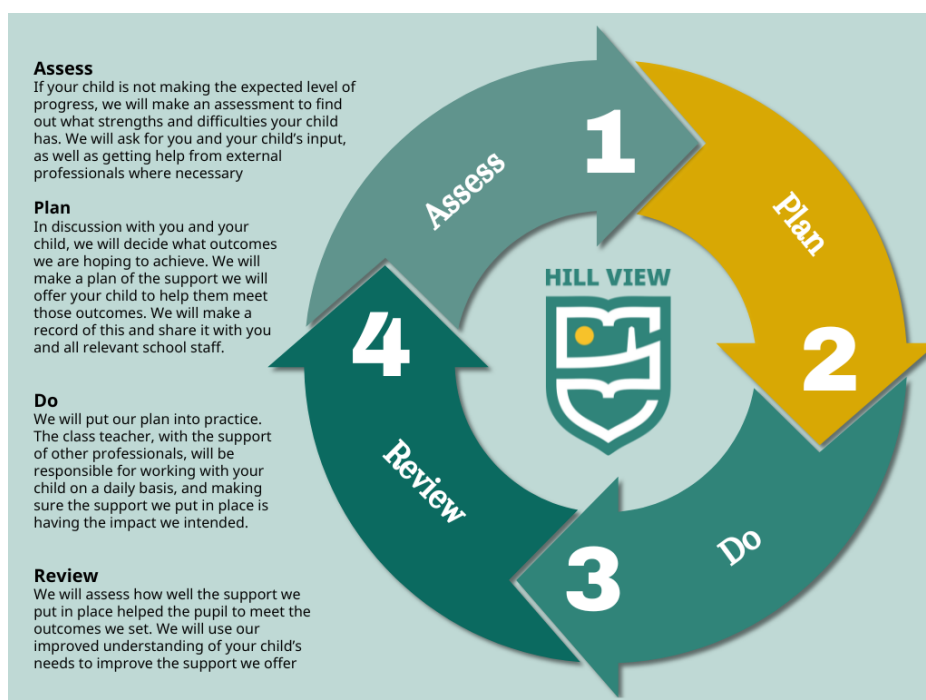 Assess
If your child is not making the expected level of
progress, we will make an assessment to find
out what strengths and difficulties your child
has. We will ask for you and your child’s input,
as well as getting help from external
professionals where necessary
Plan
In discussion with you and your
child, we will decide what outcomes
we are hoping to achieve. We will
make a plan of the support we will
offer your child to help them meet
those outcomes. We will make a
record of this and share it with you
and all relevant school staff.
Do
We will put our plan into practice.
The class teacher, with the support
of other professionals, will be
responsible for working with your
child on a daily basis, and making
sure the support we put in place is
having the impact we intended.
Review
We will assess how well the support we
put in place helped the pupil to meet the
outcomes we set. We will use our
improved understanding of your child’s
needs to improve the support we offer
1
Assess
Plan
2
Do
3
Review
4
HILL VIEW